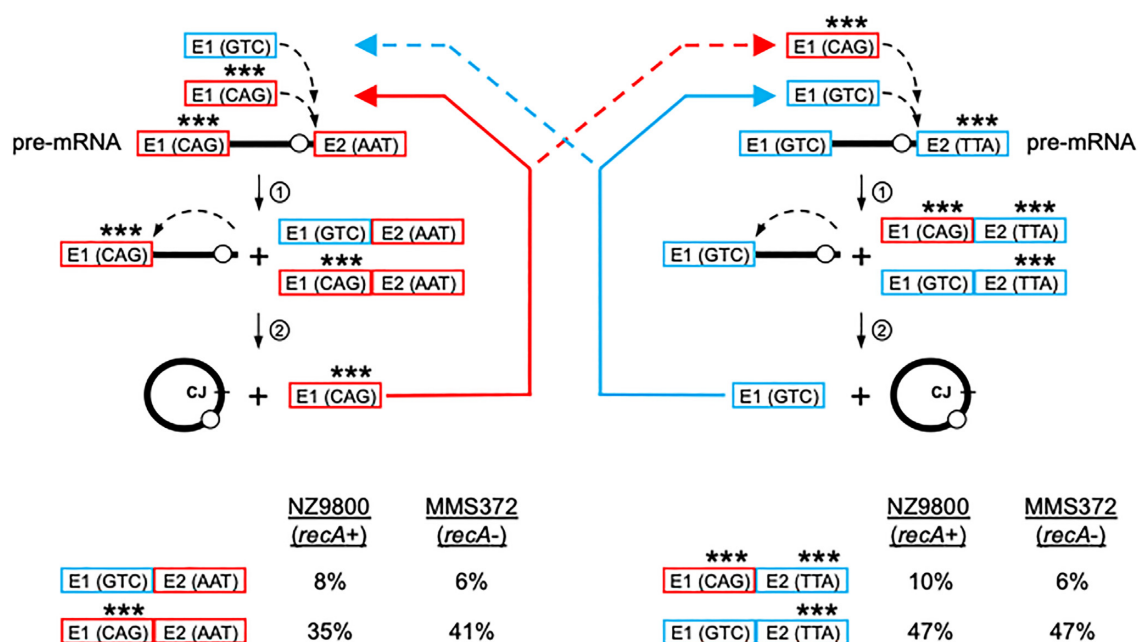 E1 (GTC)
***
E1 (CAG)
***
pre-mRNA E1 (CAG) E2 (AAT)
①
***
E1 (CAG) + E1 (GTC) E2 (AAT)
***
E1 (CAG) E2 (AAT)
②
***
CJ + E1 (CAG)
***
E1 (CAG)
E1 (GTC)
***
E1 (GTC) E2 (TTA) pre-mRNA
①
*** ***
E1 (GTC) + E1 (CAG) E2 (TTA)
***
E1 (GTC) E2 (TTA)
②
E1 (GTC) + CJ
NZ9800 MMS372
(recA+) (recA-)
E1 (GTC) E2 (AAT) 8% 6%
***
E1 (CAG) E2 (AAT) 35% 41%
NZ9800 MMS372
(recA+) (recA-)
*** ***
E1 (CAG) E2 (TTA) 10% 6%
***
E1 (GTC) E2 (TTA) 47% 47%